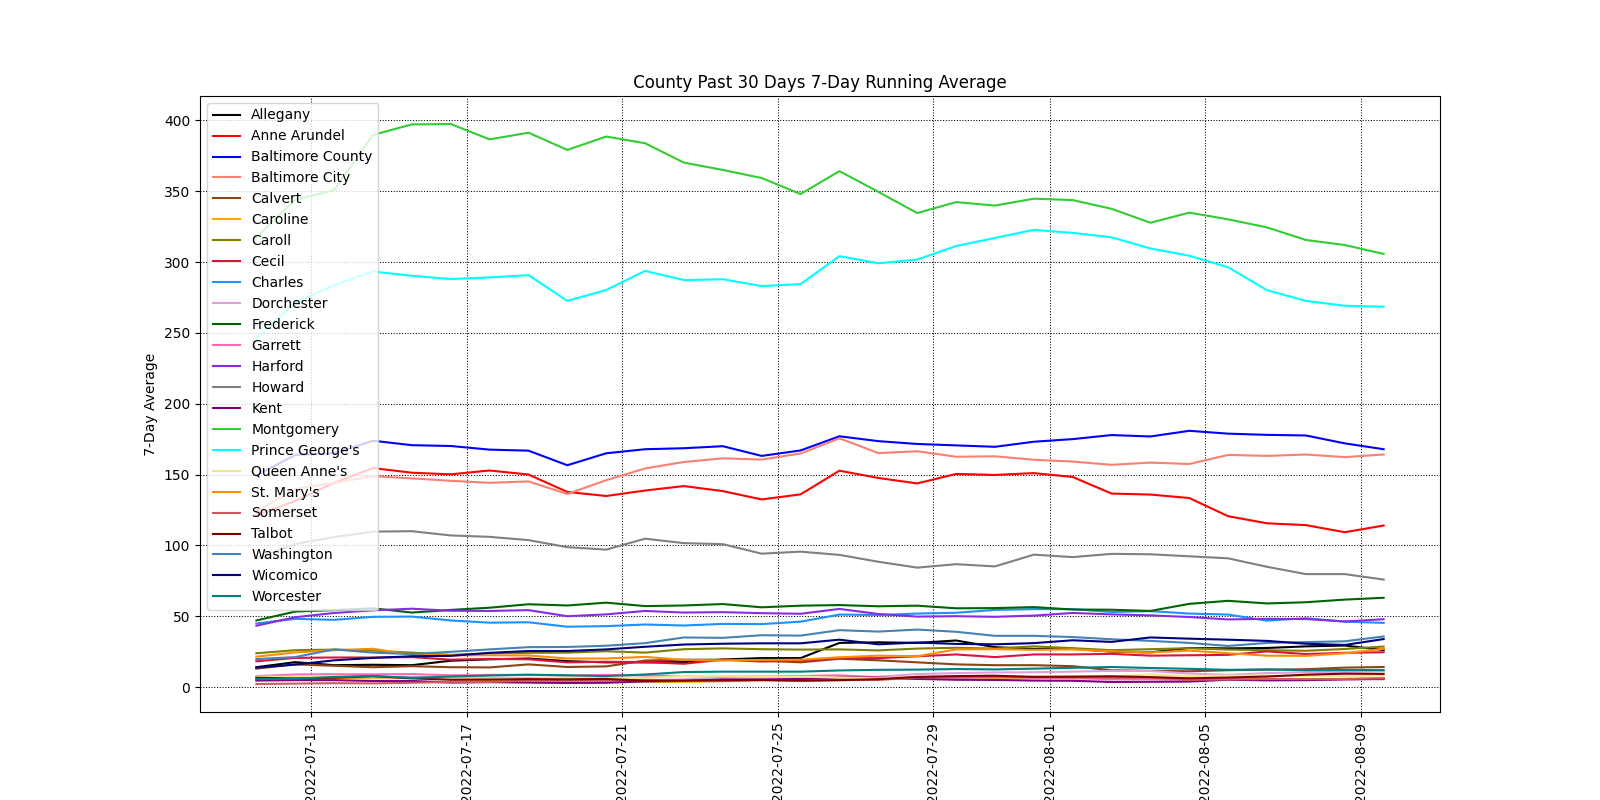 County Past 30 Days 7-Day Running Average
7-Day Average
400
350
300
250
200
150
100
50
0
Allegany
Anne Arundel
Baltimore County
Baltimore City
Calvert
Caroline
Caroll
Cecil
Charles
Dorchester
Frederick
Garrett
Harford
Howard
Kent
Montgomery
Prince George's
Queen Anne's
St. Mary's
Somerset
Talbot
Washington
Wicomico
Worcester
2022-07-13
2022-07-17
2022-07-21
2022-07-25
2022-07-29
2022-08-01
2022-08-05
2022-08-09